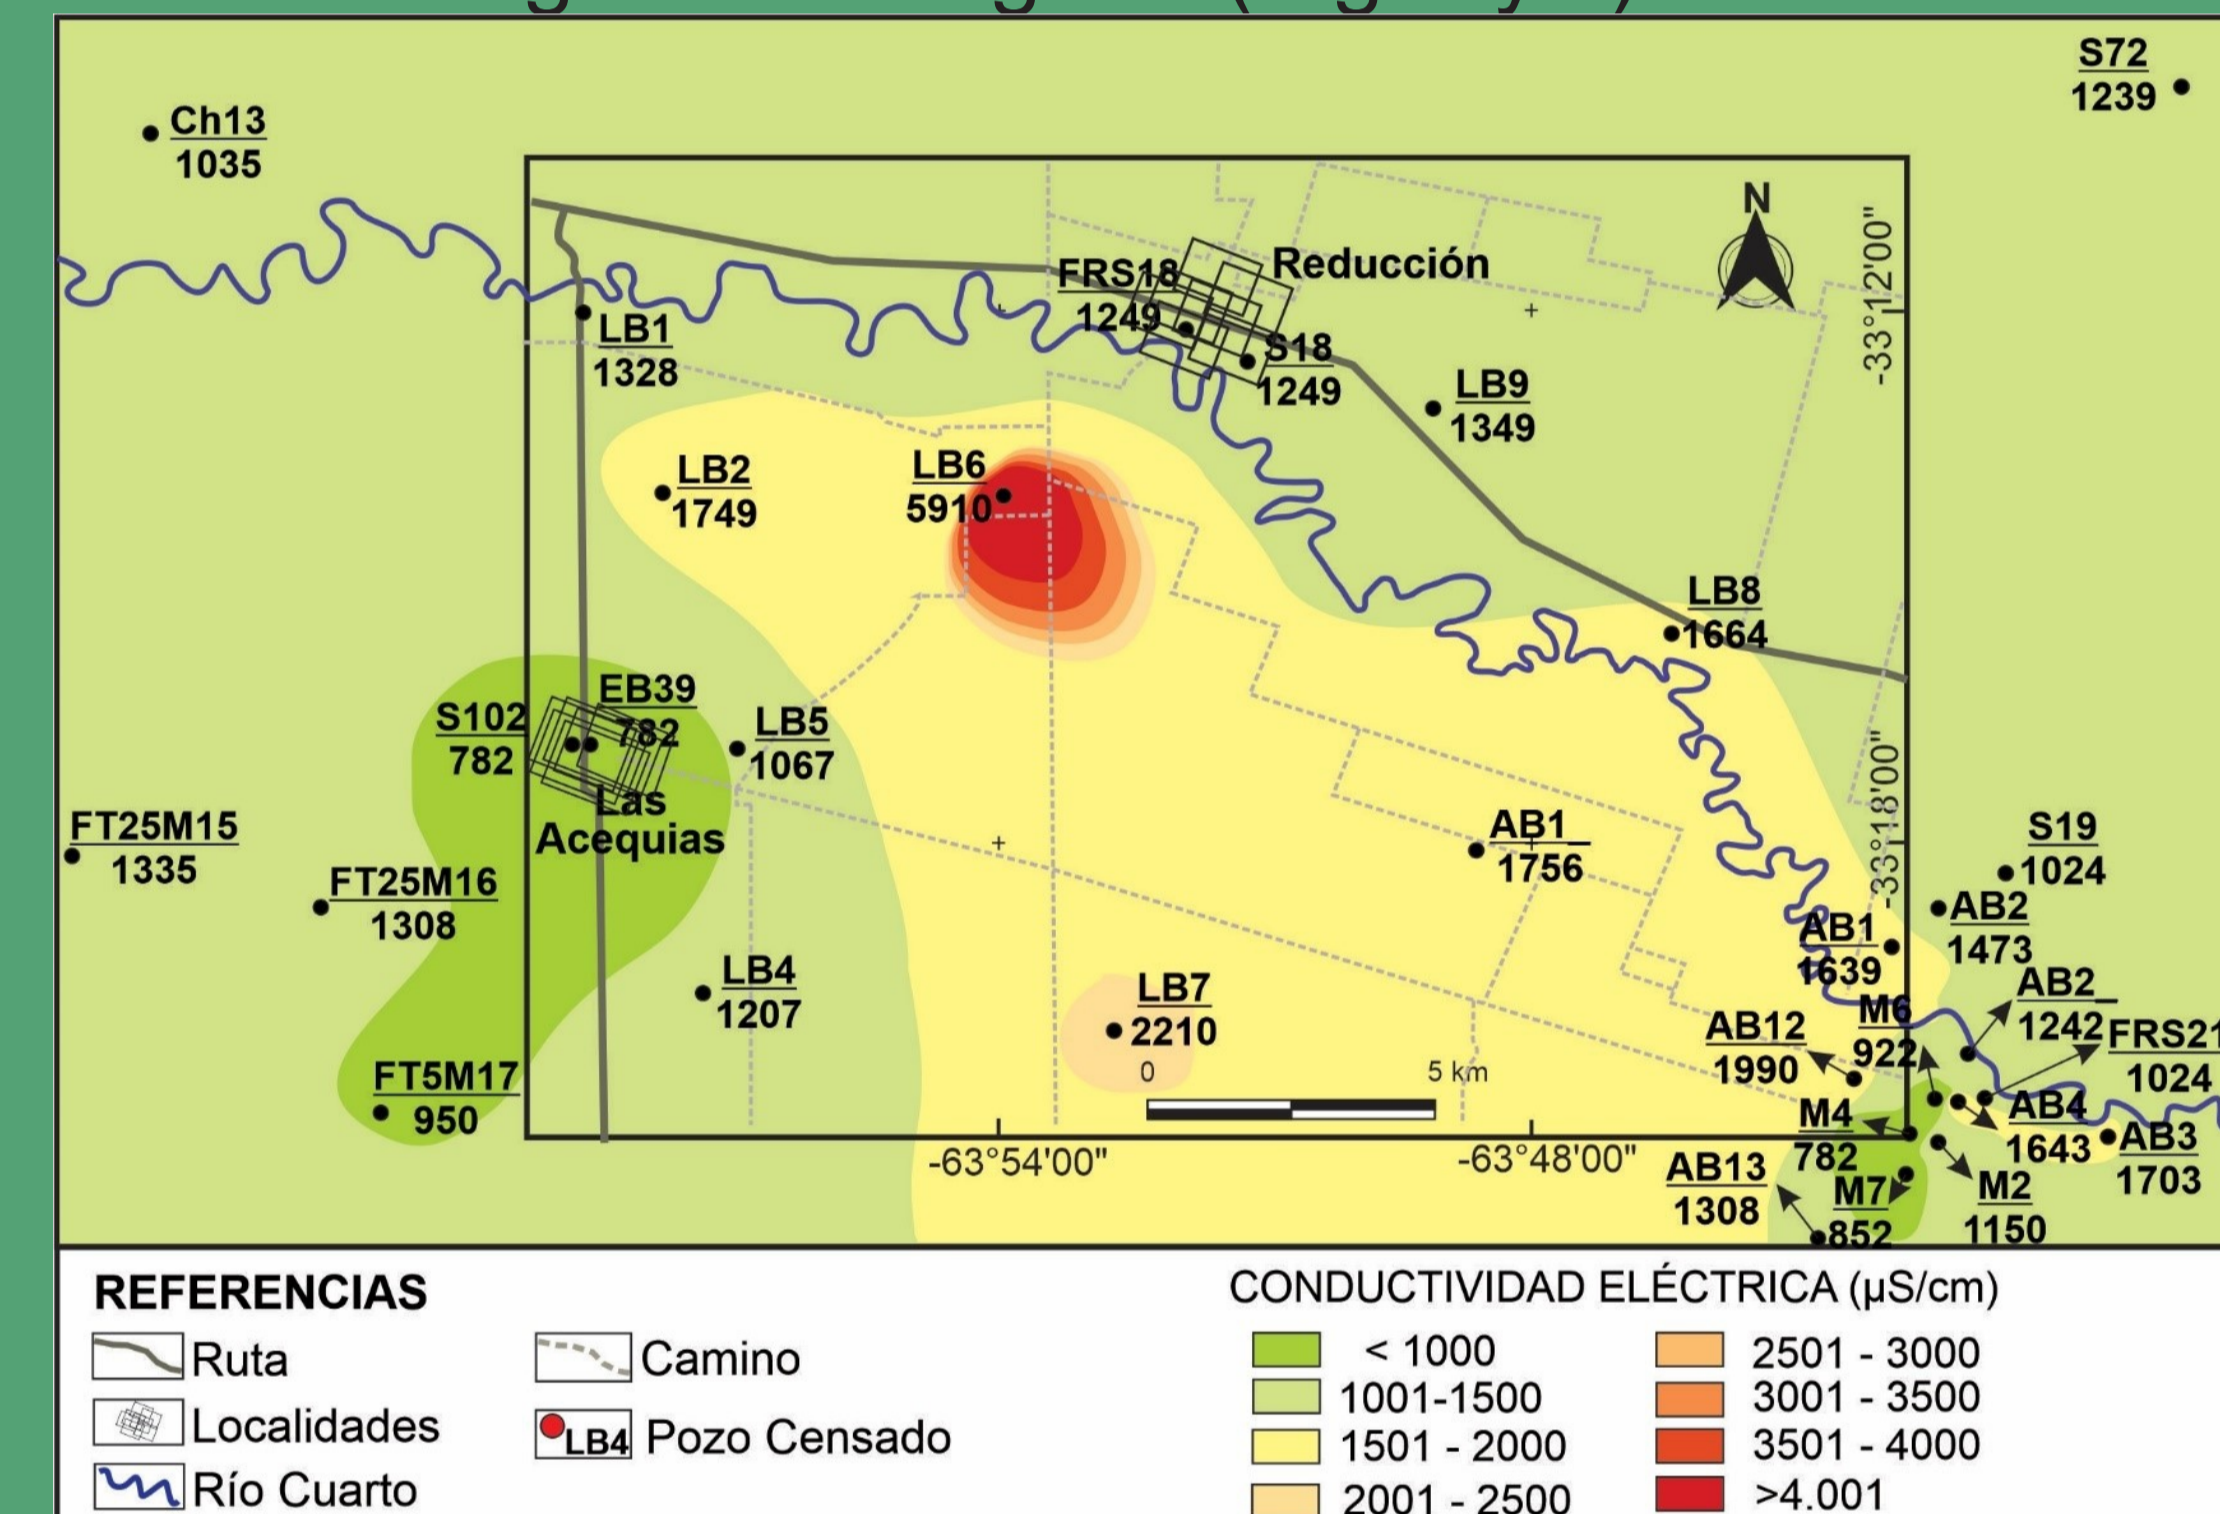 S72
1239
Ch13
1035
N
Reducción
FRS18
1249
-33°12'00"
LB1
1328
S18
1249
LB9
1349
LB2
1749
LB6
5910
LB8
1664
EB39
782
S102
782
LB5
1067
-33°18'00"
Las
Acequias
FT25M15
1335
AB1_
1756
S19
1024
FT25M16
1308
AB2
1473
AB1
1639
LB4
1207
LB7
2210
AB2_
1242
M6
922
AB12
1990
FRS21
1024
0 5 km
FT5M17
950
M4
782
AB4
1643
AB3
1703
-63°54'00"
-63°48'00"
AB13
1308
M7
852
M2
1150
REFERENCIAS
Ruta
Camino
Localidades
LB4 Pozo Censado
Río Cuarto
CONDUCTIVIDAD ELÉCTRICA (µS/cm)
< 1000
1001-1500
1501 - 2000
2001 - 2500
2501 - 3000
3001 - 3500
3501 - 4000
>4.001